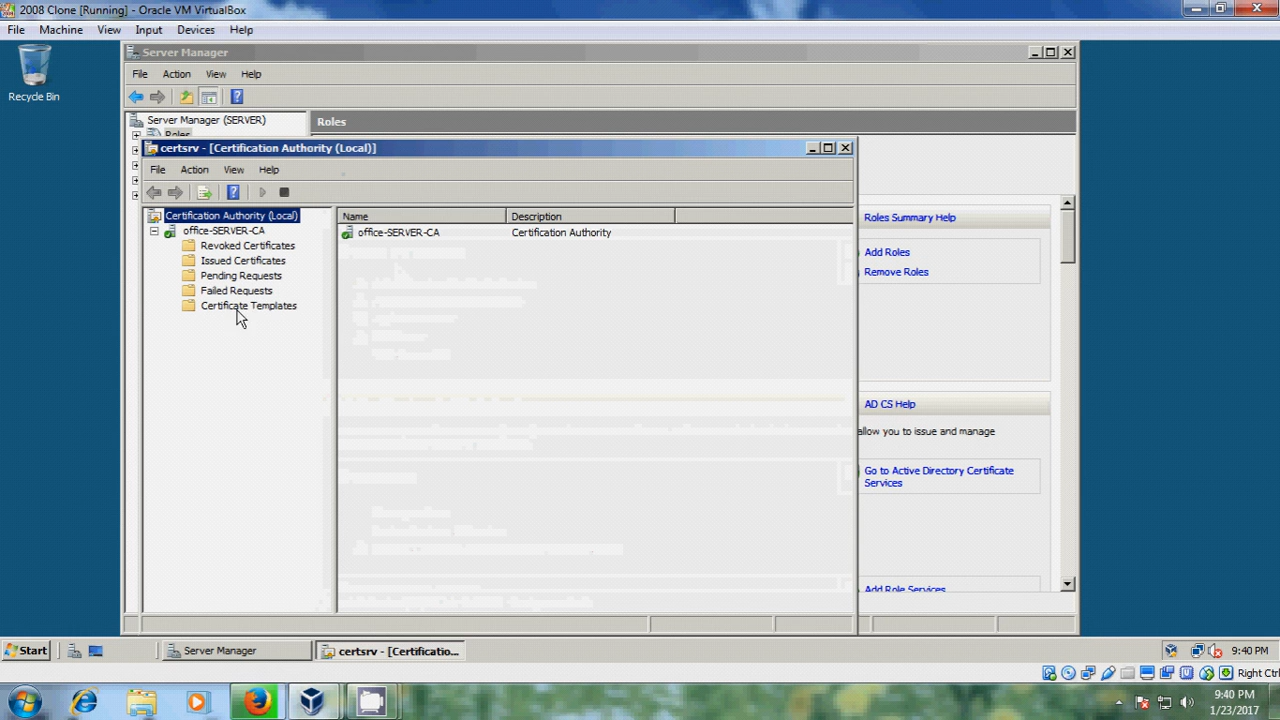 2008 Clone [Running] - Oracle VM VirtualBox
File Machine View Input Devices Help
Recycle Bin
Server Manager
File Action View Help
Server Manager (SERVER)
Roles
Roles
certsrv - [Certification Authority (Local)]
File Action View Help
Certification Authority (Local)
office-SERVER-CA
Revoked Certificates
Issued Certificates
Pending Requests
Failed Requests
Certificate Templates
Name Description
office-SERVER-CA Certification Authority
Roles Summary Help
Add Roles
Remove Roles
AD CS Help
allow you to issue and manage
Go to Active Directory Certificate
Services
Add Role Services
Start
Server Manager
certsrv - [Certificatio...
9:40 PM
Right Ctrl
9:40 PM
1/23/2017